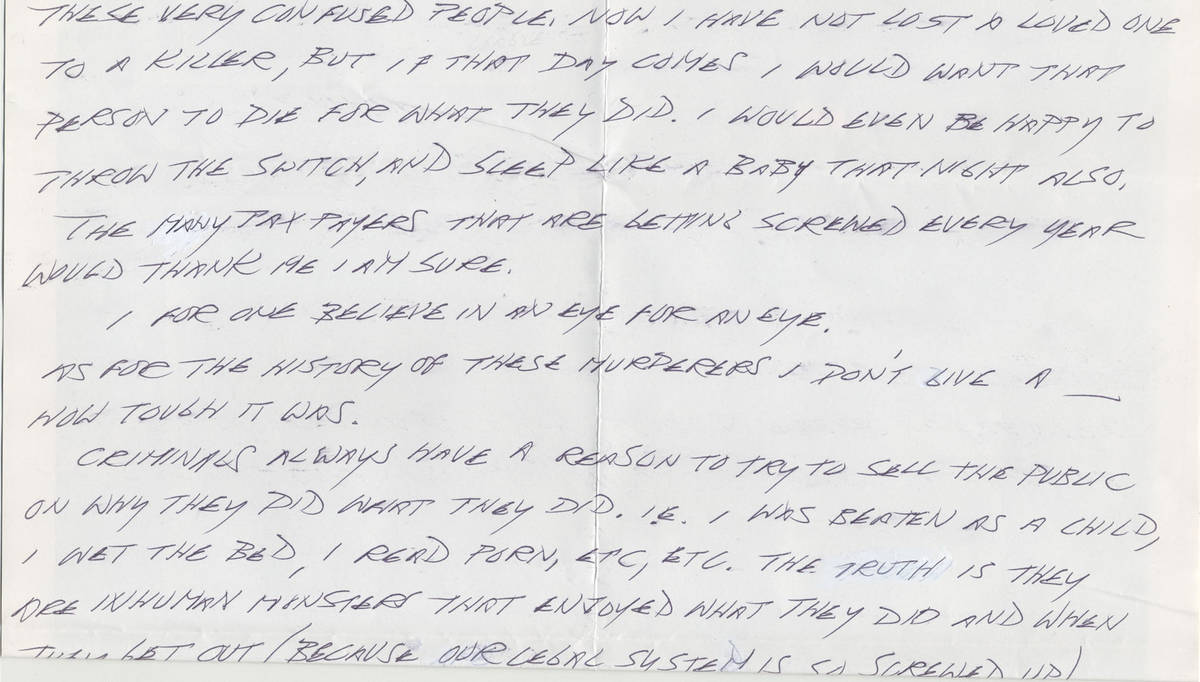 THESE VERY CONFUSED PEOPLE. NOW I HAVE NOT LOST A LOVED ONE
TO A KILLER, BUT IF THAT DAY COMES I WOULD WANT THAT
PERSON TO DIE FOR WHAT THEY DID. I WOULD EVEN BE HAPPY TO
THROW THE SWITCH, AND SLEEP LIKE A BABY THAT NIGHT ALSO.
THE MANY TAX PAYERS THAT ARE GETTING SCREWED EVERY YEAR
WOULD THANK ME I AM SURE.
I FOR ONE BELIEVE IN AN EYE FOR AN EYE.
AS FOR THE HISTORY OF THESE MURDERERS I DON'T GIVE A __
HOW TOUGH IT WAS.
CRIMINALS ALWAYS HAVE A REASON TO TRY TO SELL THE PUBLIC
ON WHY THEY DID WHAT THEY DID. I.E. I WAS BEATEN AS A CHILD,
I WET THE BED, I READ PORN, ETC, ETC. THE TRUTH IS THEY
ARE INHUMAN MONSTERS THAT ENJOYED WHAT THEY DID AND WHEN
THEY GET OUT (BECAUSE OUR LEGAL SYSTEM IS SO SCREWED UP)